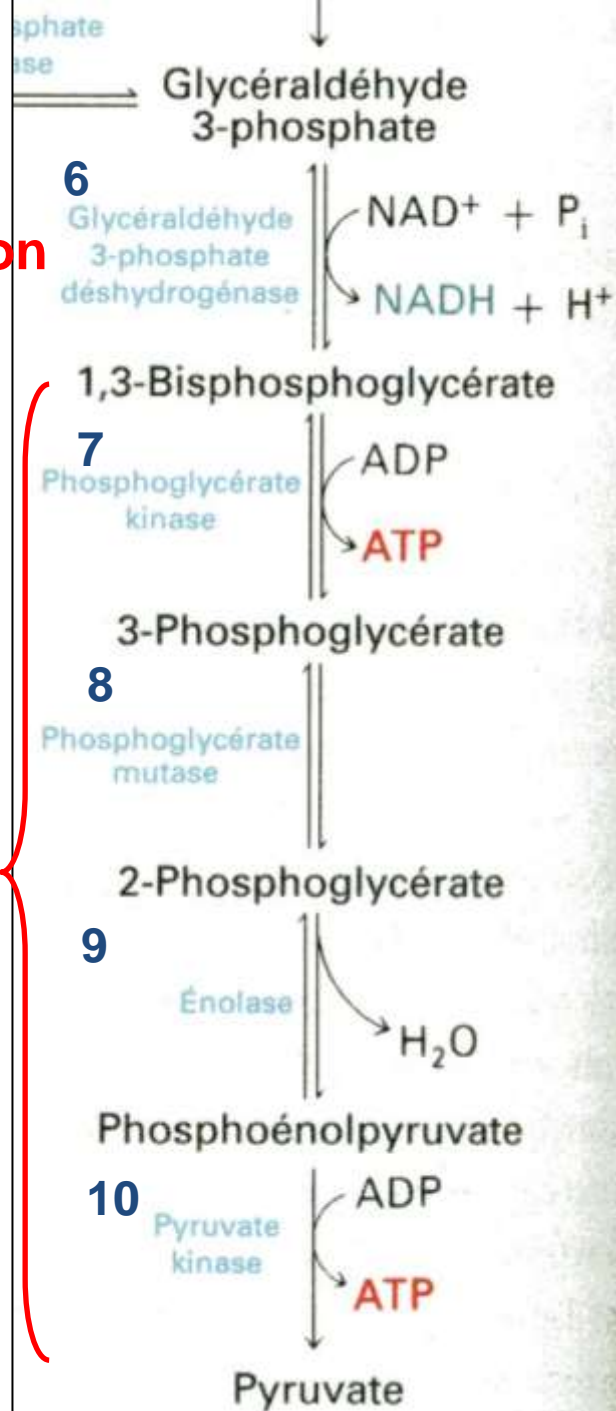 sphate
ase
Glycéraldéhyde
3-phosphate
6
Glycéraldéhyde
3-phosphate
déshydrogénase
on
NAD⁺ + Pᵢ
NADH + H⁺
1,3-Bisphosphoglycérate
7
Phosphoglycérate
kinase
ADP
ATP
3-Phosphoglycérate
8
Phosphoglycérate
mutase
2-Phosphoglycérate
9
Énolase
H₂O
Phosphoénolpyruvate
10
Pyruvate
kinase
ADP
ATP
Pyruvate